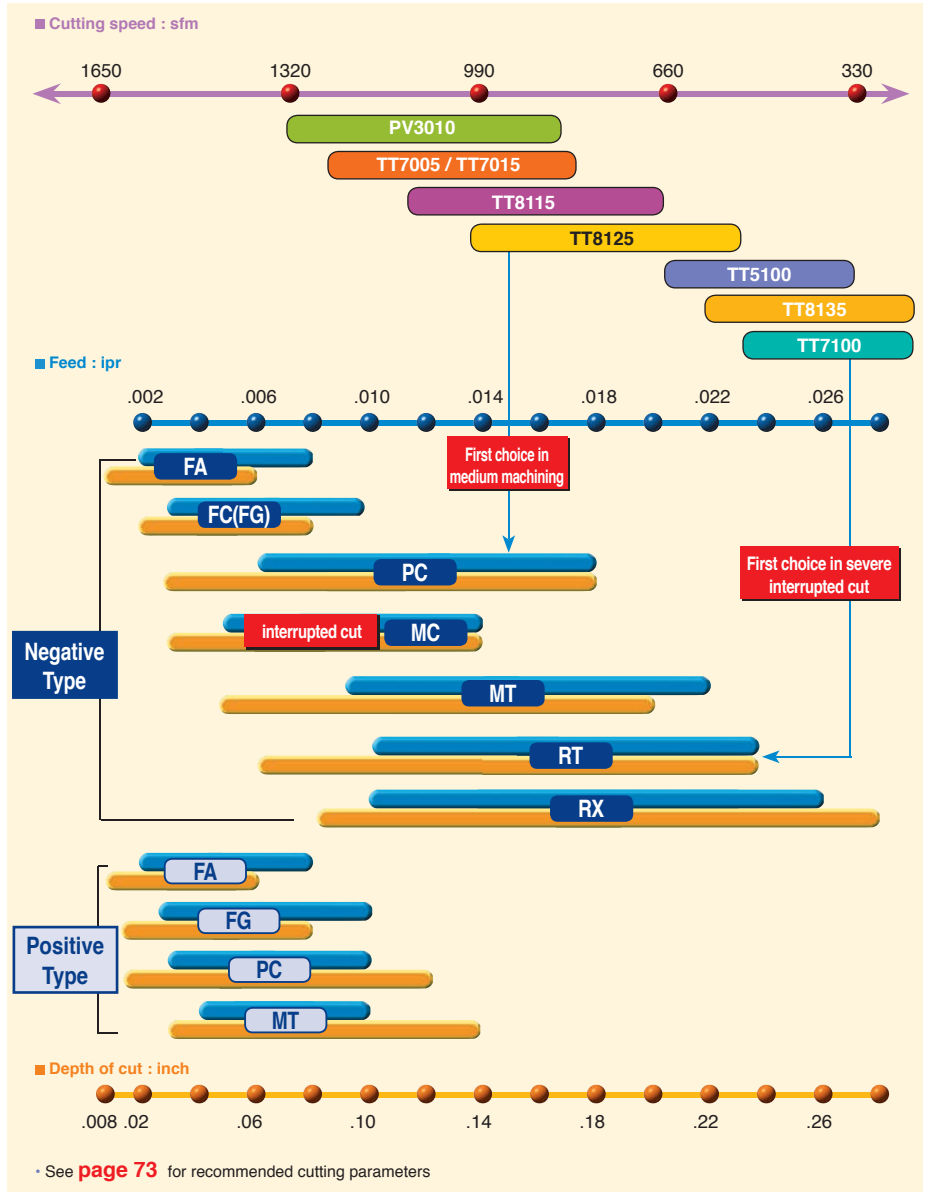 Cutting speed : sfm
1650 1320 990 660 330
PV3010
TT7005 / TT7015
TT8115
TT8125
TT5100
TT8135
TT7100
Feed : ipr
.002 .006 .010 .014 .018 .022 .026
First choice in
medium machining
FA
FC(FG)
PC
First choice in severe
interrupted cut
interrupted cut
MC
Negative
Type
MT
RT
RX
FA
FG
Positive
Type
PC
MT
Depth of cut : inch
.008 .02 .06 .10 .14 .18 .22 .26
• See page 73 for recommended cutting parameters